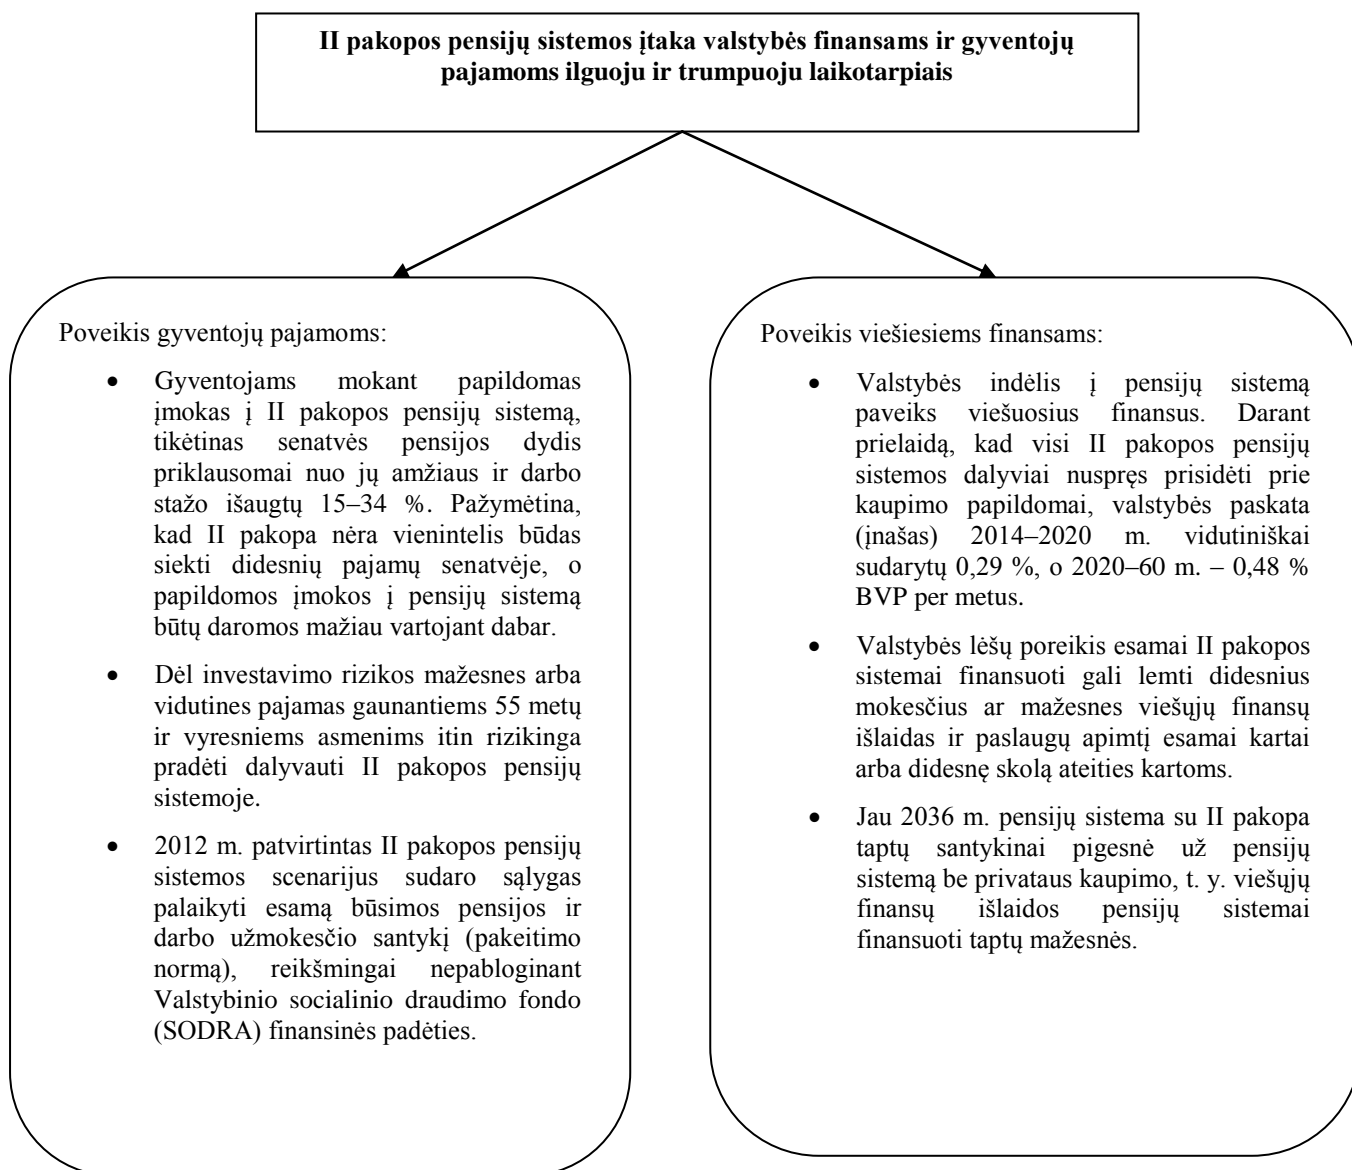 II pakopos pensijų sistemos įtaka valstybės finansams ir gyventojų
pajamoms ilguoju ir trumpuoju laikotarpiais
Poveikis gyventojų pajamoms:
• Gyventojams mokant papildomas
įmokas į II pakopos pensijų sistemą,
tikėtinas senatvės pensijos dydis
priklausomai nuo jų amžiaus ir darbo
stažo išaugtų 15–34 %. Pažymėtina,
kad II pakopa nėra vienintelis būdas
siekti didesnių pajamų senatvėje, o
papildomos įmokos į pensijų sistemą
būtų daromos mažiau vartojant dabar.
• Dėl investavimo rizikos mažesnes arba
vidutines pajamas gaunantiems 55 metų
ir vyresniems asmenims itin rizikinga
pradėti dalyvauti II pakopos pensijų
sistemoje.
• 2012 m. patvirtintas II pakopos pensijų
sistemos scenarijus sudaro sąlygas
palaikyti esamą būsimos pensijos ir
darbo užmokesčio santykį (pakeitimo
normą), reikšmingai nepabloginant
Valstybinio socialinio draudimo fondo
(SODRA) finansinės padėties.
Poveikis viešiesiems finansams:
• Valstybės indėlis į pensijų sistemą
paveiks viešuosius finansus. Darant
prielaidą, kad visi II pakopos pensijų
sistemos dalyviai nuspręs prisidėti prie
kaupimo papildomai, valstybės paskata
(įnašas) 2014–2020 m. vidutiniškai
sudarytų 0,29 %, o 2020–60 m. – 0,48 %
BVP per metus.
• Valstybės lėšų poreikis esamai II pakopos
sistemai finansuoti gali lemti didesnius
mokesčius ar mažesnes viešųjų finansų
išlaidas ir paslaugų apimtį esamai kartai
arba didesnę skolą ateities kartoms.
• Jau 2036 m. pensijų sistema su II pakopa
taptų santykinai pigesnė už pensijų
sistemą be privataus kaupimo, t. y. viešųjų
finansų išlaidos pensijų sistemai
finansuoti taptų mažesnės.